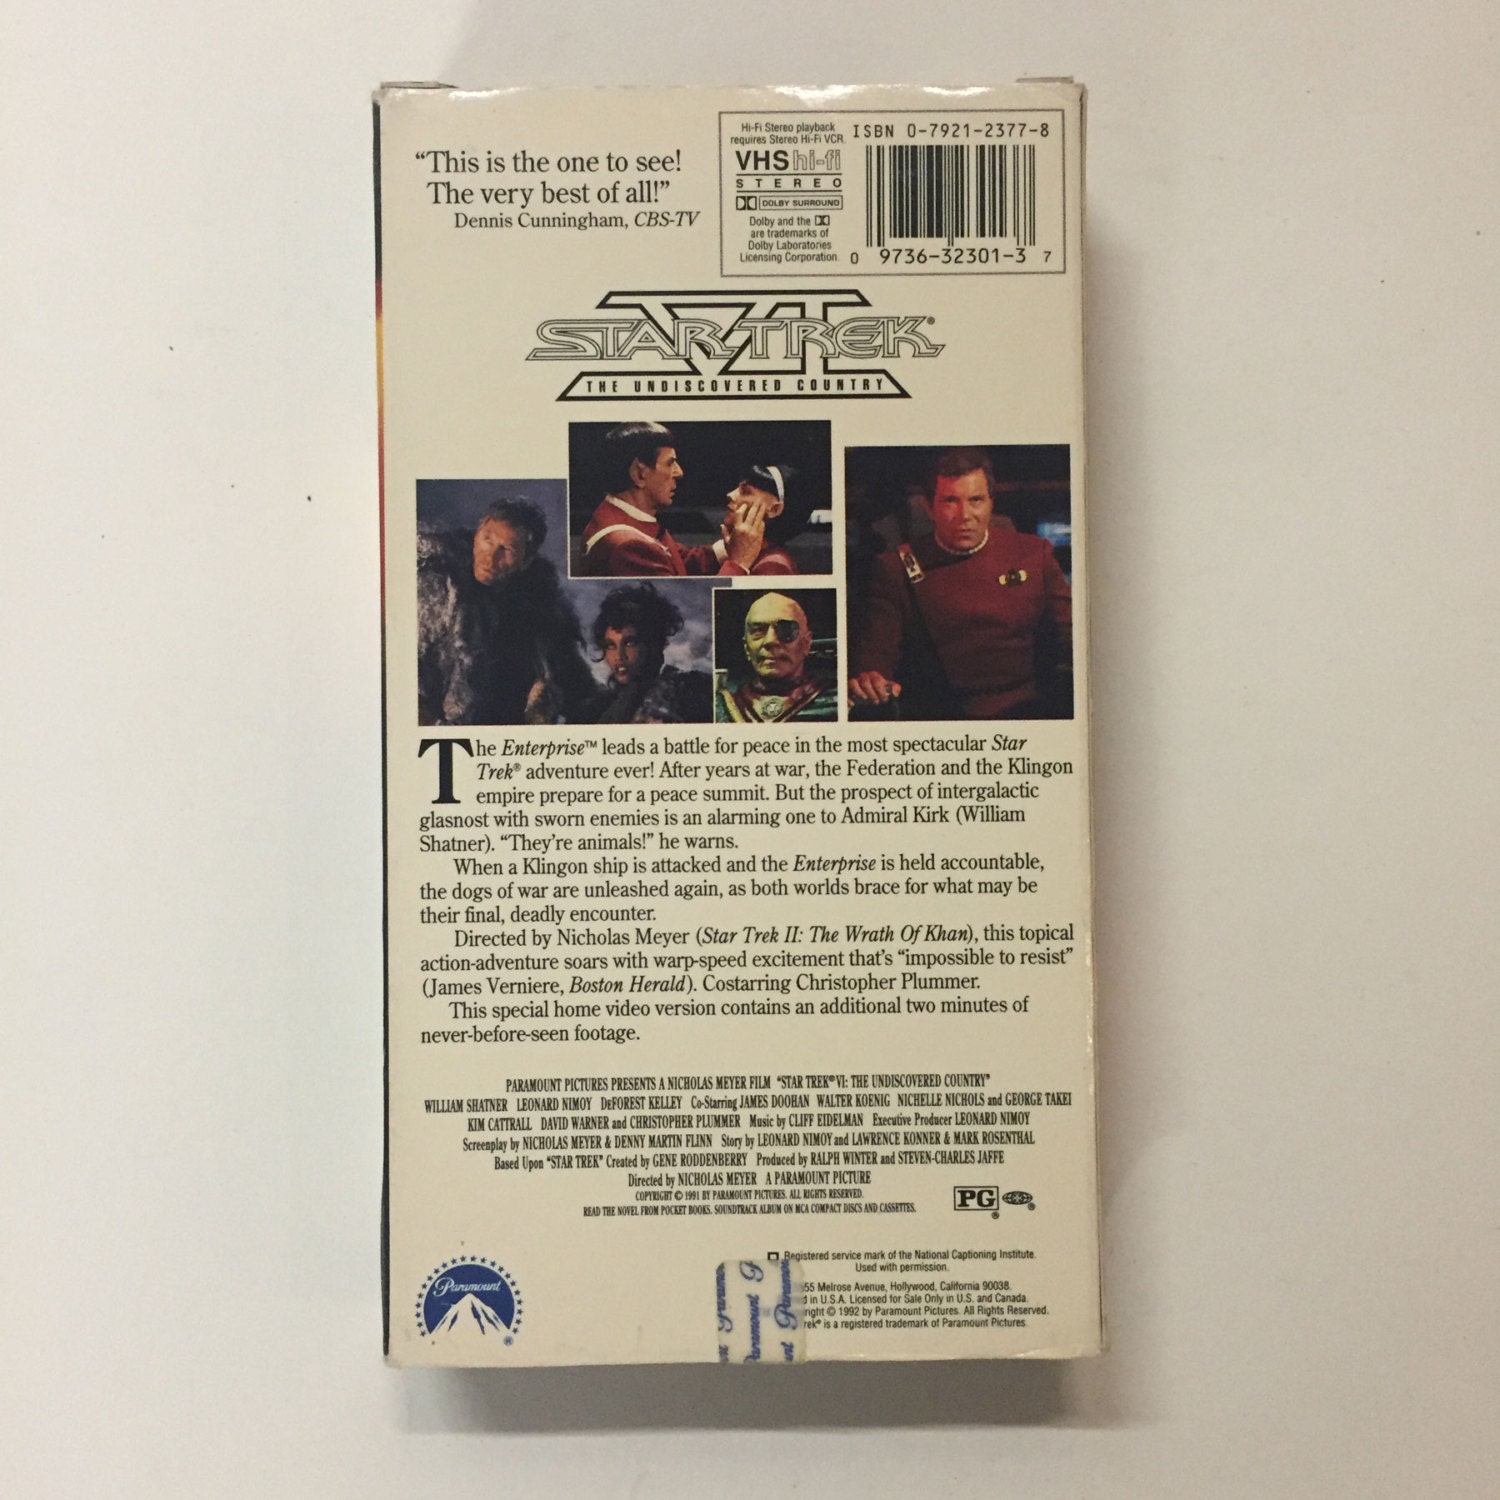 "This is the one to see!
The very best of all!"
Dennis Cunningham, CBS-TV
Hi-Fi Stereo playback
requires Stereo Hi-Fi VCR
VHS hi-fi
STEREO
DOLBY SURROUND
Dolby and the
are trademarks of
Dolby Laboratories
Licensing Corporation.
ISBN 0-7921-2377-8
0 9736-32301-3 7
STAR TREK®
VI
THE UNDISCOVERED COUNTRY
The Enterprise™ leads a battle for peace in the most spectacular Star
Trek® adventure ever! After years at war, the Federation and the Klingon
empire prepare for a peace summit. But the prospect of intergalactic
glasnost with sworn enemies is an alarming one to Admiral Kirk (William
Shatner). "They're animals!" he warns.
When a Klingon ship is attacked and the Enterprise is held accountable,
the dogs of war are unleashed again, as both worlds brace for what may be
their final, deadly encounter.
Directed by Nicholas Meyer (Star Trek II: The Wrath Of Khan), this topical
action-adventure soars with warp-speed excitement that's "impossible to resist"
(James Verniere, Boston Herald). Costarring Christopher Plummer.
This special home video version contains an additional two minutes of
never-before-seen footage.
PARAMOUNT PICTURES PRESENTS A NICHOLAS MEYER FILM "STAR TREK® VI: THE UNDISCOVERED COUNTRY"
WILLIAM SHATNER LEONARD NIMOY DeFOREST KELLEY Co-Starring JAMES DOOHAN WALTER KOENIG NICHELLE NICHOLS and GEORGE TAKEI
KIM CATTRALL DAVID WARNER and CHRISTOPHER PLUMMER Music by CLIFF EIDELMAN Executive Producer LEONARD NIMOY
Screenplay by NICHOLAS MEYER & DENNY MARTIN FLINN Story by LEONARD NIMOY and LAWRENCE KONNER & MARK ROSENTHAL
Based Upon "STAR TREK" Created by GENE RODDENBERRY Produced by RALPH WINTER and STEVEN-CHARLES JAFFE
Directed by NICHOLAS MEYER A PARAMOUNT PICTURE
COPYRIGHT © 1991 BY PARAMOUNT PICTURES. ALL RIGHTS RESERVED.
READ THE NOVEL FROM POCKET BOOKS. SOUNDTRACK ALBUM ON MCA COMPACT DISCS AND CASSETTES.
PG ®
Paramount ®
Registered service mark of the National Captioning Institute.
Used with permission.
55 Melrose Avenue, Hollywood, California 90038.
in U.S.A. Licensed for Sale Only in U.S. and Canada.
© 1992 by Paramount Pictures. All Rights Reserved.
is a registered trademark of Paramount Pictures
Paramount